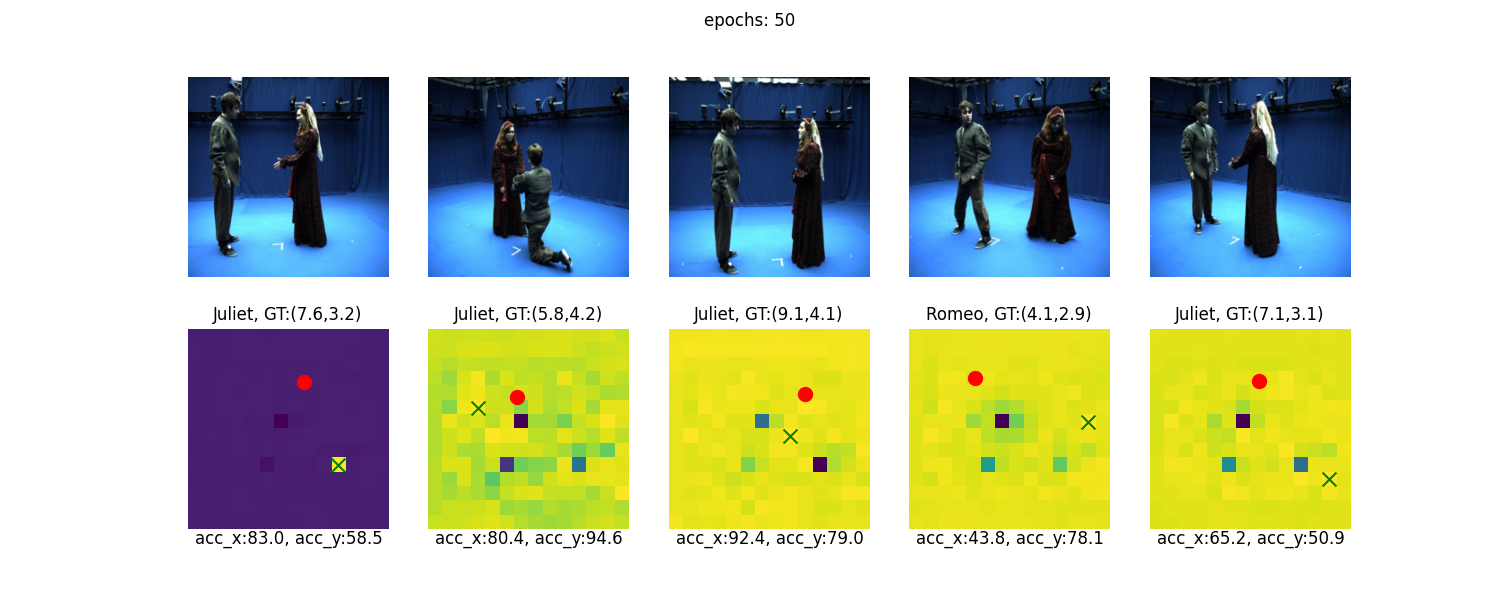 epochs: 50
Juliet, GT:(7.6,3.2)
Juliet, GT:(5.8,4.2)
Juliet, GT:(9.1,4.1)
Romeo, GT:(4.1,2.9)
Juliet, GT:(7.1,3.1)
acc_x:83.0, acc_y:58.5
acc_x:80.4, acc_y:94.6
acc_x:92.4, acc_y:79.0
acc_x:43.8, acc_y:78.1
acc_x:65.2, acc_y:50.9